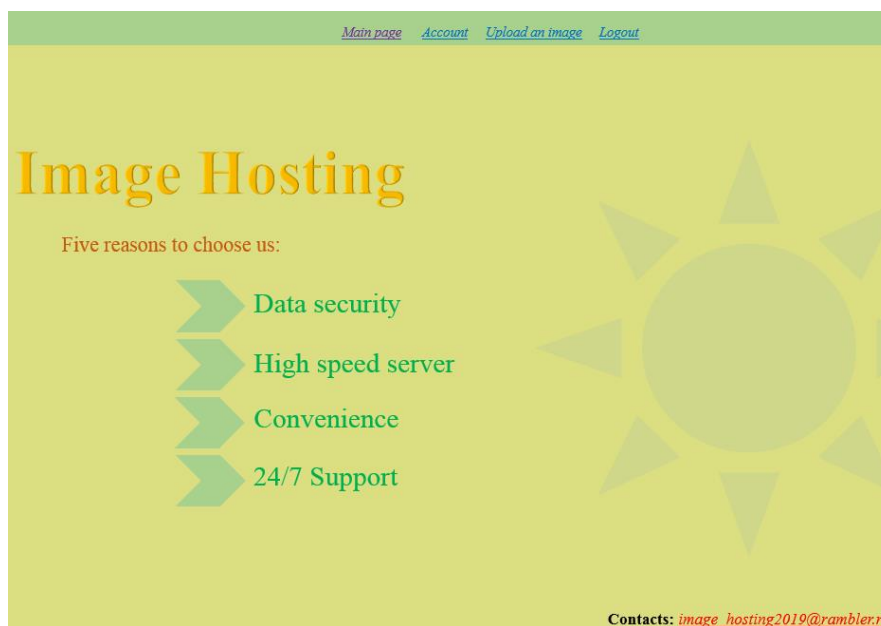 Main page Account Upload an image Logout
Image Hosting
Five reasons to choose us:
Data security
High speed server
Convenience
24/7 Support
Contacts: image_hosting2019@rambler.r